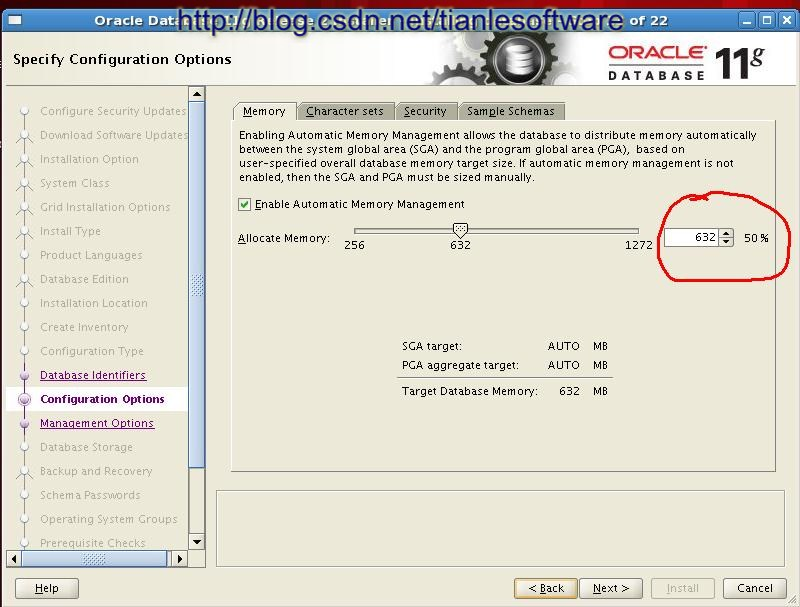 Oracle Data
http://blog.csdn.net/tianlesoftware
of 22
Specify Configuration Options
ORACLE®
DATABASE 11g
Configure Security Updates
Download Software Updates
Installation Option
System Class
Grid Installation Options
Install Type
Product Languages
Database Edition
Installation Location
Create Inventory
Configuration Type
Database Identifiers
Configuration Options
Management Options
Database Storage
Backup and Recovery
Schema Passwords
Operating System Groups
Prerequisite Checks
Memory Character sets Security Sample Schemas
Enabling Automatic Memory Management allows the database to distribute memory automatically
between the system global area (SGA) and the program global area (PGA), based on
user-specified overall database memory target size. If automatic memory management is not
enabled, then the SGA and PGA must be sized manually.
Enable Automatic Memory Management
Allocate Memory: 256 632 1272 632 50%
SGA target: AUTO MB
PGA aggregate target: AUTO MB
Target Database Memory: 632 MB
Help < Back Next > Install Cancel